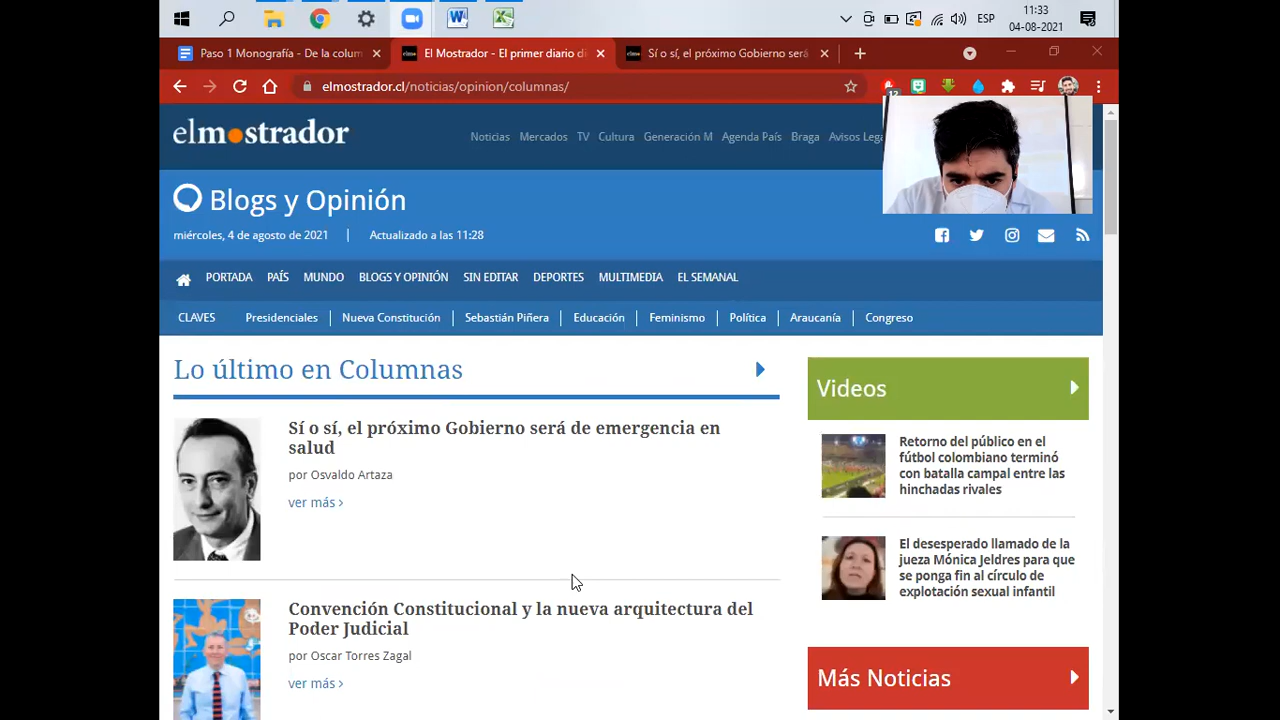 11:33
ESP
04-08-2021
Paso 1 Monografía - De la colum
El Mostrador - El primer diario di
Sí o sí, el próximo Gobierno será
elmostrador.cl/noticias/opinion/columnas/
12
elmostrador
Noticias Mercados TV Cultura Generación M Agenda País Braga Avisos Lega
Blogs y Opinión
miércoles, 4 de agosto de 2021 | Actualizado a las 11:28
PORTADA PAÍS MUNDO BLOGS Y OPINIÓN SIN EDITAR DEPORTES MULTIMEDIA EL SEMANAL
CLAVES Presidenciales | Nueva Constitución | Sebastián Piñera | Educación | Feminismo | Política | Araucanía | Congreso
Lo último en Columnas
Sí o sí, el próximo Gobierno será de emergencia en
salud
por Osvaldo Artaza
ver más ›
Convención Constitucional y la nueva arquitectura del
Poder Judicial
por Oscar Torres Zagal
ver más ›
Videos
Retorno del público en el
fútbol colombiano terminó
con batalla campal entre las
hinchadas rivales
El desesperado llamado de la
jueza Mónica Jeldres para que
se ponga fin al círculo de
explotación sexual infantil
Más Noticias